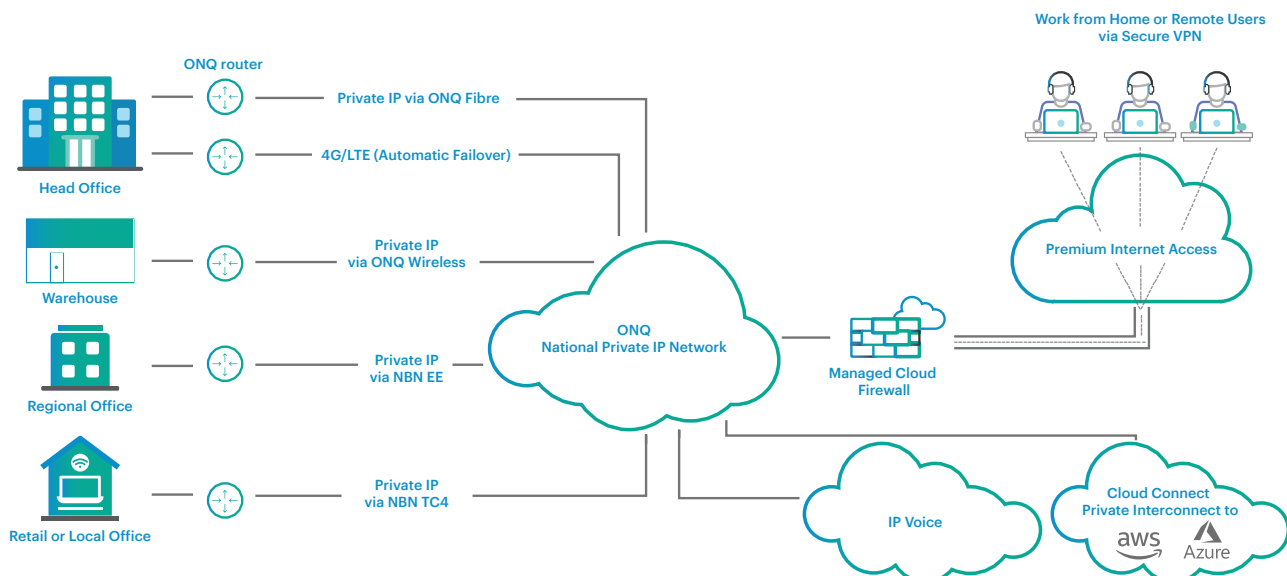 Work from Home or Remote Users
via Secure VPN
ONQ router
Private IP via ONQ Fibre
4G/LTE (Automatic Failover)
Head Office
Private IP
via ONQ Wireless
Warehouse
Premium Internet Access
ONQ
National Private IP Network
Private IP
via NBN EE
Managed Cloud
Firewall
Regional Office
Private IP
via NBN TC4
Retail or Local Office
IP Voice
Cloud Connect
Private Interconnect to
aws
Azure